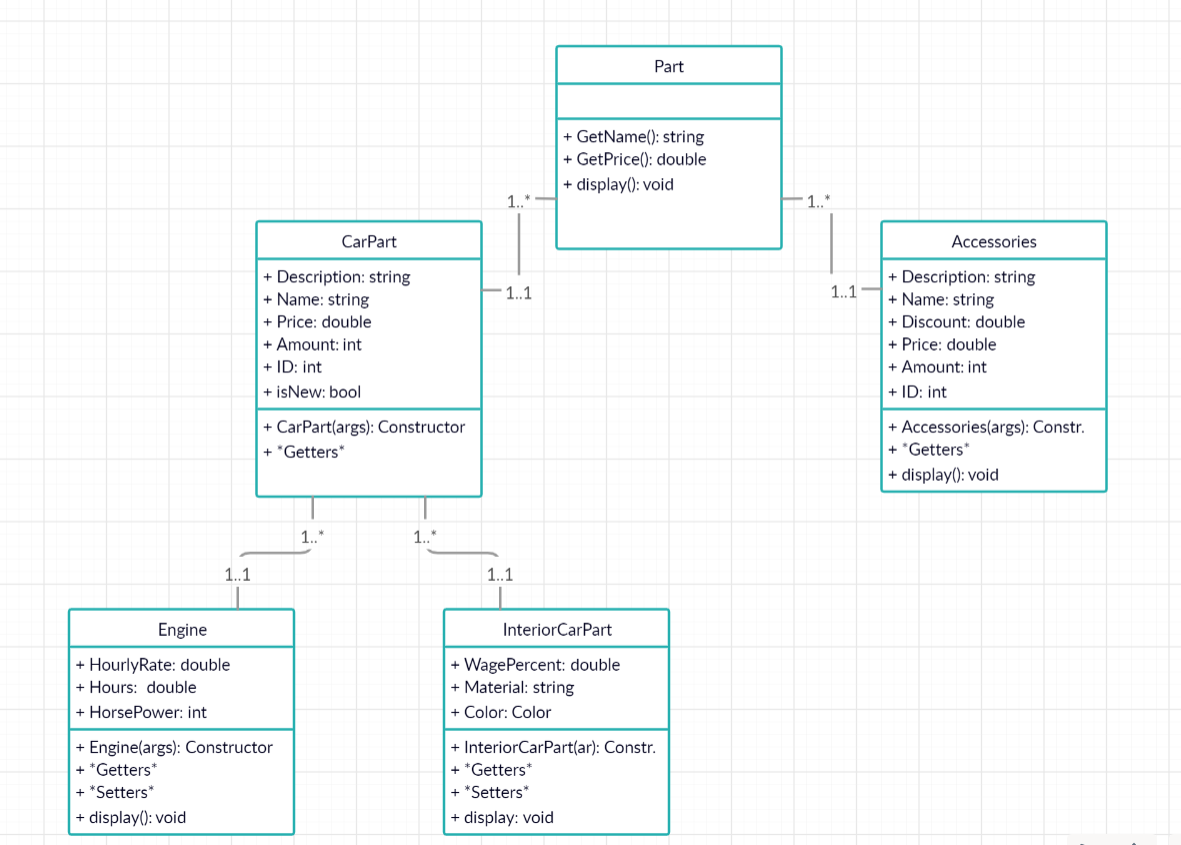 Part
+ GetName(): string
+ GetPrice(): double
+ display(): void
1..*
1..*
CarPart
+ Description: string
+ Name: string
+ Price: double
+ Amount: int
+ ID: int
+ isNew: bool
+ CarPart(args): Constructor
+ *Getters*
1..1
1..1
Accessories
+ Description: string
+ Name: string
+ Discount: double
+ Price: double
+ Amount: int
+ ID: int
+ Accessories(args): Constr.
+ *Getters*
+ display(): void
1..*
1..*
1..1
1..1
Engine
+ HourlyRate: double
+ Hours:  double
+ HorsePower: int
+ Engine(args): Constructor
+ *Getters*
+ *Setters*
+ display(): void
InteriorCarPart
+ WagePercent: double
+ Material: string
+ Color: Color
+ InteriorCarPart(ar): Constr.
+ *Getters*
+ *Setters*
+ display: void